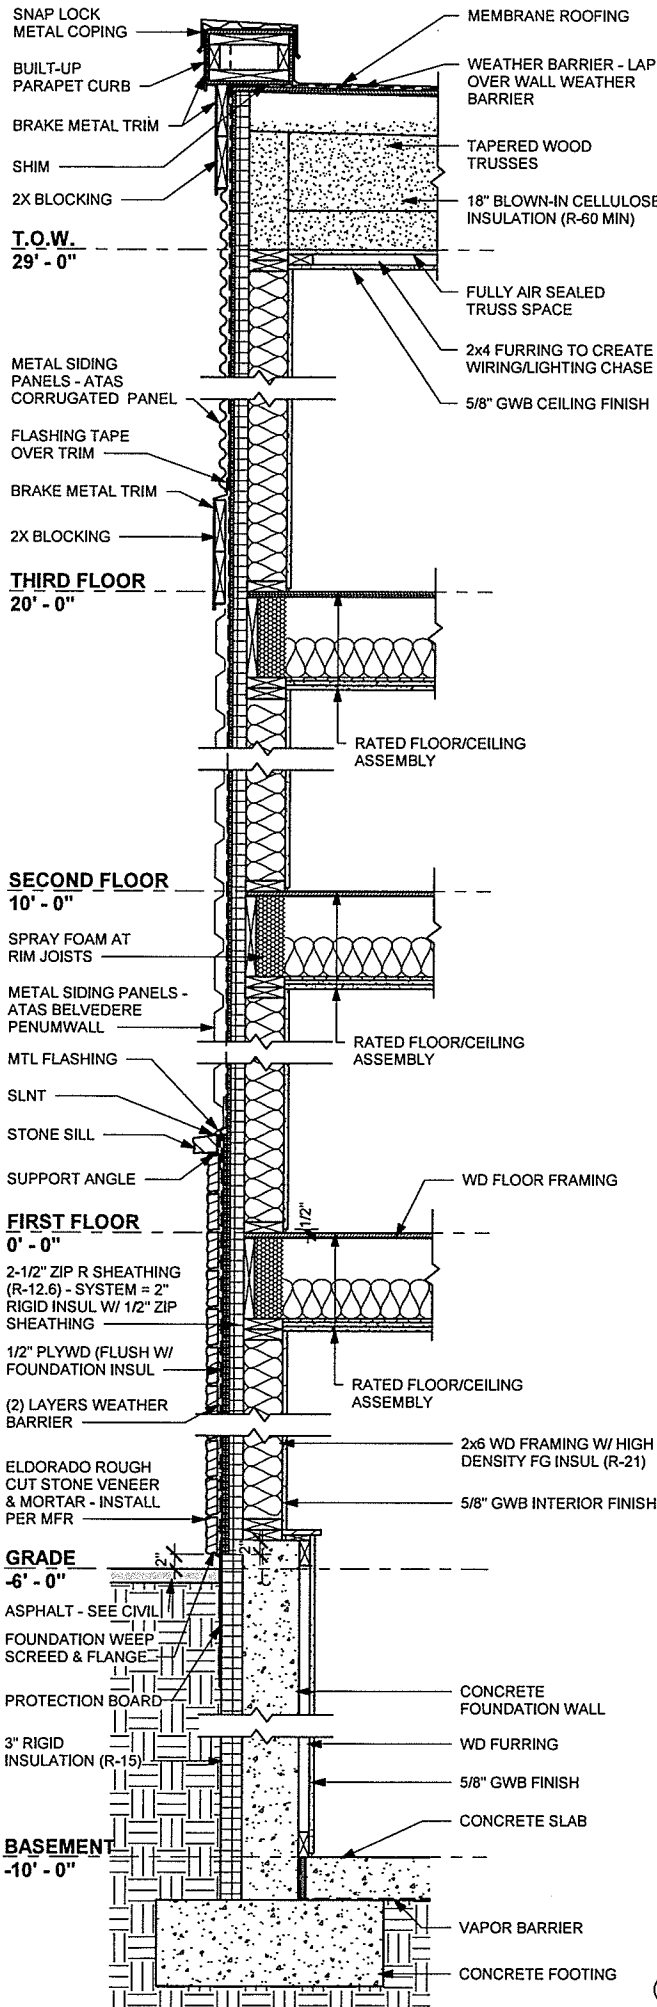 SNAP LOCK
METAL COPING
BUILT-UP
PARAPET CURB
BRAKE METAL TRIM
SHIM
2X BLOCKING
T.O.W.
29' - 0"
METAL SIDING
PANELS - ATAS
CORRUGATED PANEL
FLASHING TAPE
OVER TRIM
BRAKE METAL TRIM
2X BLOCKING
THIRD FLOOR
20' - 0"
SECOND FLOOR
10' - 0"
SPRAY FOAM AT
RIM JOISTS
METAL SIDING PANELS -
ATAS BELVEDERE
PENUMWALL
MTL FLASHING
SLNT
STONE SILL
SUPPORT ANGLE
FIRST FLOOR
0' - 0"
2-1/2" ZIP R SHEATHING
(R-12.6) - SYSTEM = 2"
RIGID INSUL W/ 1/2" ZIP
SHEATHING
1/2" PLYWD (FLUSH W/
FOUNDATION INSUL
(2) LAYERS WEATHER
BARRIER
ELDORADO ROUGH
CUT STONE VENEER
& MORTAR - INSTALL
PER MFR
GRADE
-6' - 0"
ASPHALT - SEE CIVIL
FOUNDATION WEEP
SCREED & FLANGE
PROTECTION BOARD
3" RIGID
INSULATION (R-15)
BASEMENT
-10' - 0"
MEMBRANE ROOFING
WEATHER BARRIER - LAP
OVER WALL WEATHER
BARRIER
TAPERED WOOD
TRUSSES
18" BLOWN-IN CELLULOSE
INSULATION (R-60 MIN)
FULLY AIR SEALED
TRUSS SPACE
2x4 FURRING TO CREATE
WIRING/LIGHTING CHASE
5/8" GWB CEILING FINISH
RATED FLOOR/CEILING
ASSEMBLY
RATED FLOOR/CEILING
ASSEMBLY
WD FLOOR FRAMING
1/2"
RATED FLOOR/CEILING
ASSEMBLY
2x6 WD FRAMING W/ HIGH
DENSITY FG INSUL (R-21)
5/8" GWB INTERIOR FINISH
2"
2"
CONCRETE
FOUNDATION WALL
WD FURRING
5/8" GWB FINISH
CONCRETE SLAB
VAPOR BARRIER
CONCRETE FOOTING